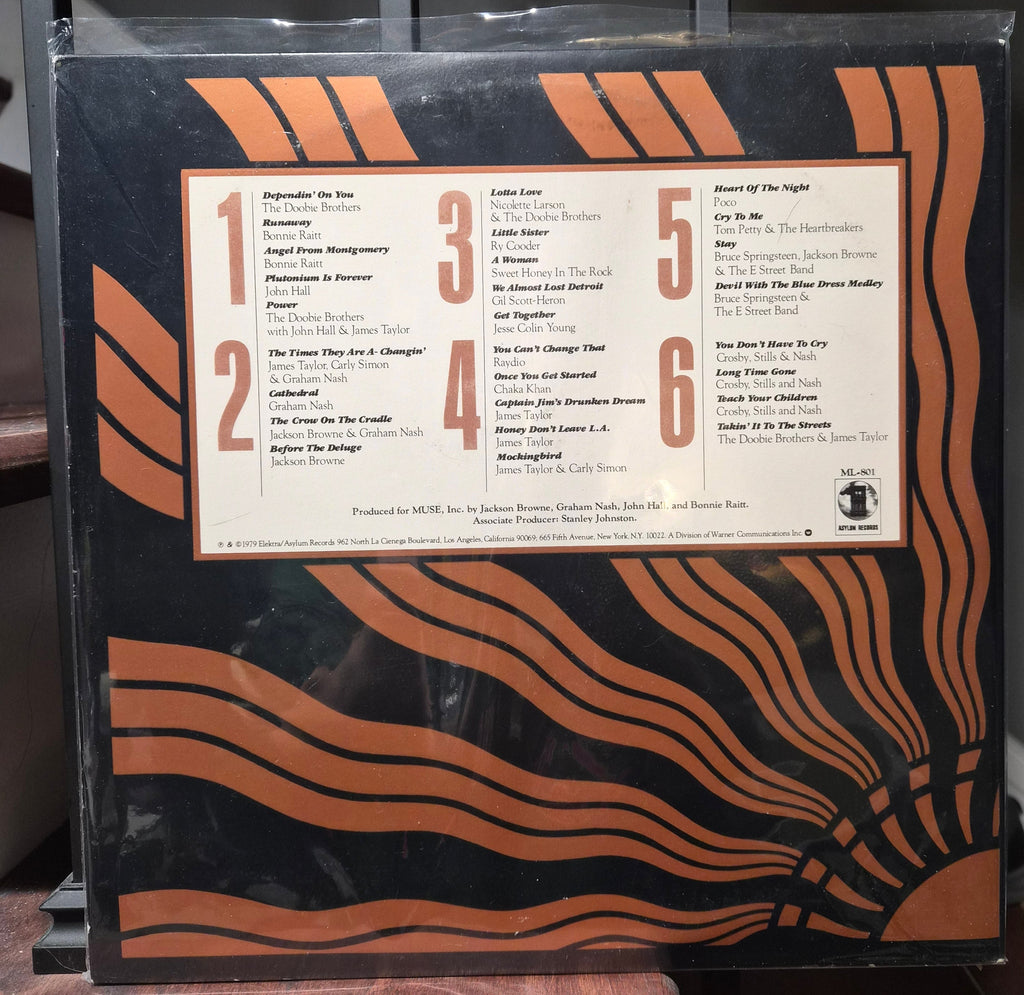 1
Dependin' On You
The Doobie Brothers
Runaway
Bonnie Raitt
Angel From Montgomery
Bonnie Raitt
Plutonium Is Forever
John Hall
Power
The Doobie Brothers
with John Hall & James Taylor
2
The Times They Are A- Changin'
James Taylor, Carly Simon
& Graham Nash
Cathedral
Graham Nash
The Crow On The Cradle
Jackson Browne & Graham Nash
Before The Deluge
Jackson Browne
3
Lotta Love
Nicolette Larson
& The Doobie Brothers
Little Sister
Ry Cooder
A Woman
Sweet Honey In The Rock
We Almost Lost Detroit
Gil Scott-Heron
Get Together
Jesse Colin Young
4
You Can't Change That
Raydio
Once You Get Started
Chaka Khan
Captain Jim's Drunken Dream
James Taylor
Honey Don't Leave L.A.
James Taylor
Mockingbird
James Taylor & Carly Simon
5
Heart Of The Night
Poco
Cry To Me
Tom Petty & The Heartbreakers
Stay
Bruce Springsteen, Jackson Browne
& The E Street Band
Devil With The Blue Dress Medley
Bruce Springsteen &
The E Street Band
6
You Don't Have To Cry
Crosby, Stills & Nash
Long Time Gone
Crosby, Stills and Nash
Teach Your Children
Crosby, Stills and Nash
Takin' It To The Streets
The Doobie Brothers & James Taylor
ML-801
ASYLUM RECORDS
Produced for MUSE, Inc. by Jackson Browne, Graham Nash, John Hall, and Bonnie Raitt.
Associate Producer: Stanley Johnston.
℗ & ©1979 Elektra/Asylum Records 962 North La Cienega Boulevard, Los Angeles, California 90069; 665 Fifth Avenue, New York, N.Y. 10022. A Division of Warner Communications Inc.